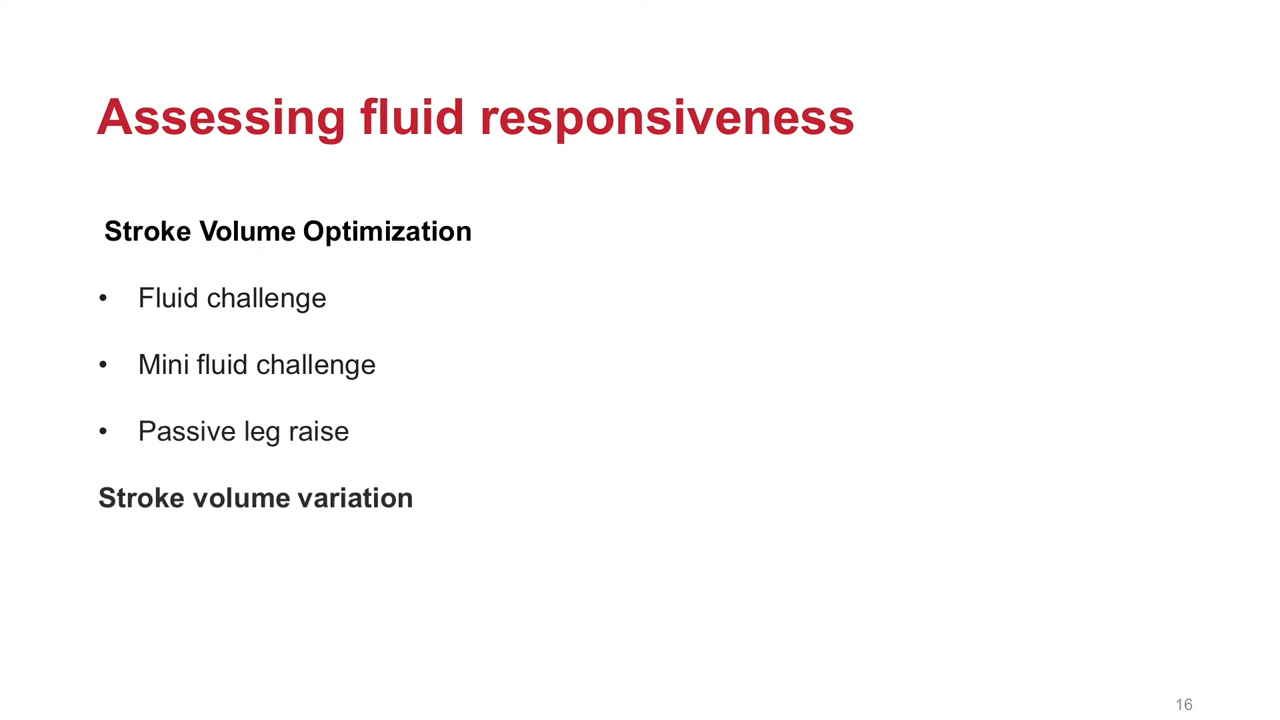 Assessing fluid responsiveness
Stroke Volume Optimization
• Fluid challenge
• Mini fluid challenge
• Passive leg raise
Stroke volume variation
16